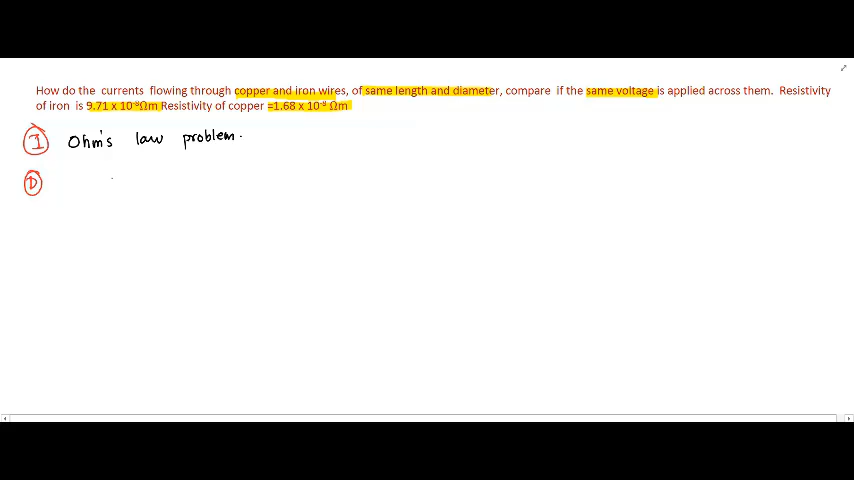 How do the currents flowing through copper and iron wires, of same length and diameter, compare if the same voltage is applied across them. Resistivity
of iron is 9.71 x 10⁻⁸Ωm Resistivity of copper =1.68 x 10⁻⁸ Ωm
I Ohm's law problem.
D